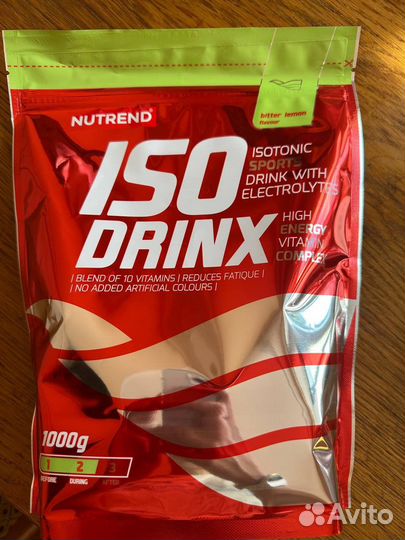 NUTREND®
bitter lemon
flavour
ISO
DRINX
ISOTONIC
SPORTS
DRINK WITH
ELECTROLYTES
HIGH
ENERGY
VITAMIN
COMPLEX
| BLEND OF 10 VITAMINS | REDUCES FATIQUE |
| NO ADDED ARTIFICIAL COLOURS |
1000g
1 2 3
BEFORE DURING AFTER
Avito